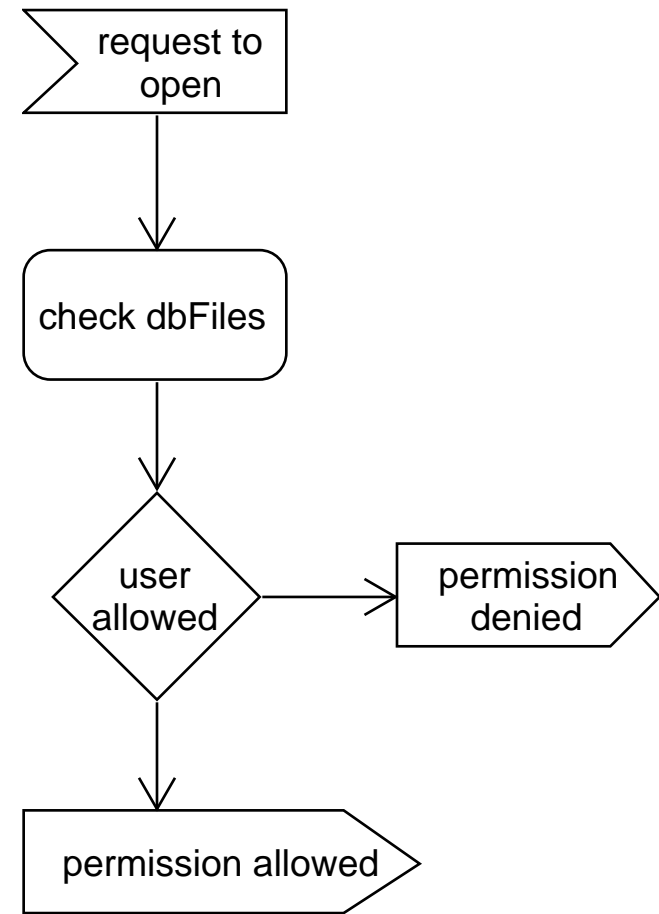 request to
open
check dbFiles
user
allowed
permission
denied
permission allowed